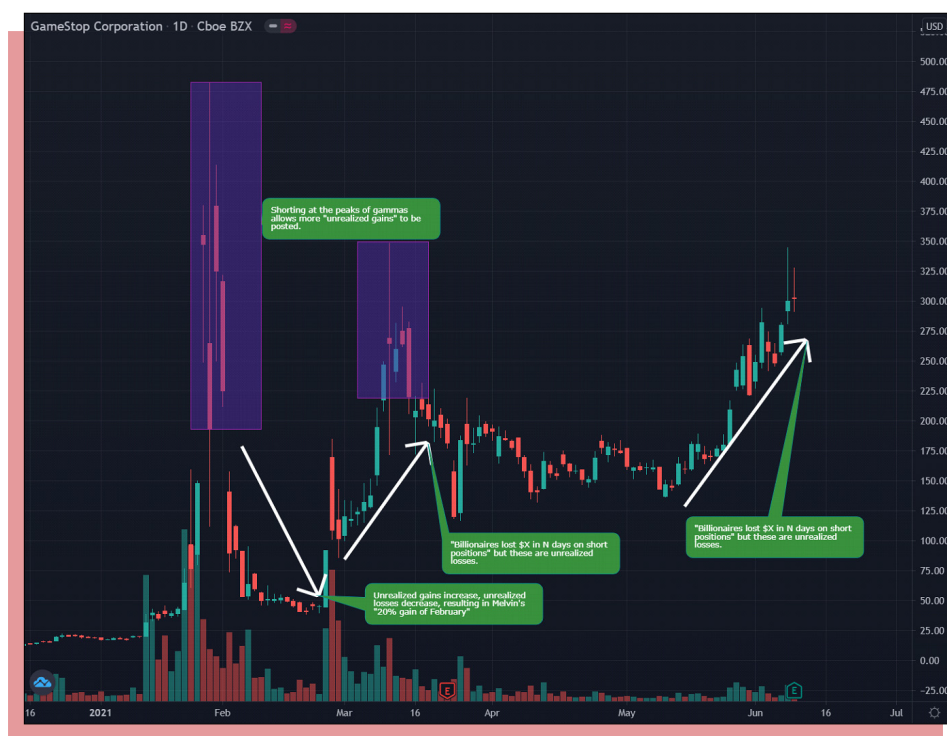 GameStop Corporation · 1D · Cboe BZX
USD
500.00
475.00
450.00
425.00
400.00
375.00
350.00
325.00
300.00
275.00
250.00
225.00
200.00
175.00
150.00
125.00
100.00
75.00
50.00
25.00
0.00
−25.00
Shorting at the peaks of gammas
allows more "unrealized gains" to be
posted.
"Billionaires lost $X in N days on short
positions" but these are unrealized
losses.
"Billionaires lost $X in N days on short
positions" but these are unrealized
losses.
Unrealized gains increase, unrealized
losses decrease, resulting in Melvin's
"20% gain of February"
E
E
16
2021
Feb
Mar
16
Apr
May
Jun
16
Jul